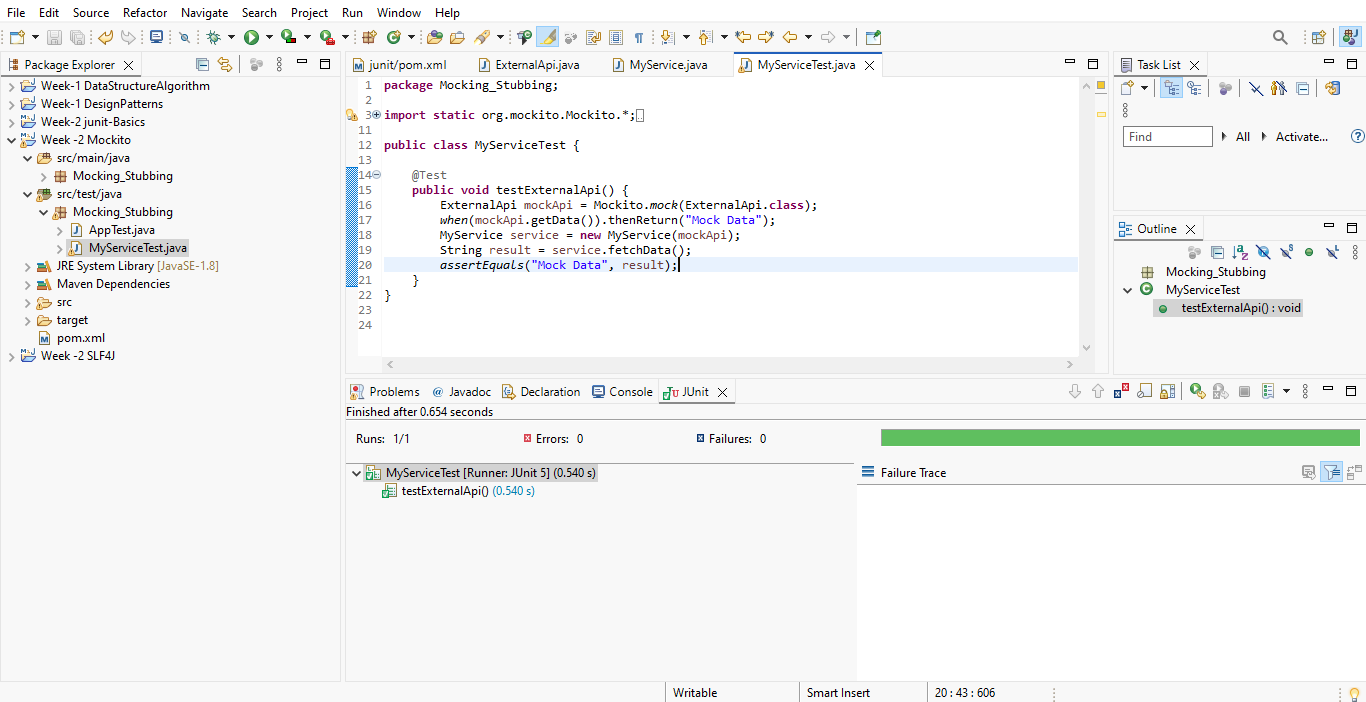 File Edit Source Refactor Navigate Search Project Run Window Help
Package Explorer
Week-1 DataStructureAlgorithm
Week-1 DesignPatterns
Week-2 junit-Basics
Week -2 Mockito
src/main/java
Mocking_Stubbing
src/test/java
Mocking_Stubbing
AppTest.java
MyServiceTest.java
JRE System Library [JavaSE-1.8]
Maven Dependencies
src
target
pom.xml
Week -2 SLF4J
junit/pom.xml ExternalApi.java MyService.java MyServiceTest.java
1 package Mocking_Stubbing;
2
3 import static org.mockito.Mockito.*;
11
12 public class MyServiceTest {
13
14 @Test
15 public void testExternalApi() {
16 ExternalApi mockApi = Mockito.mock(ExternalApi.class);
17 when(mockApi.getData()).thenReturn("Mock Data");
18 MyService service = new MyService(mockApi);
19 String result = service.fetchData();
20 assertEquals("Mock Data", result);
21 }
22 }
23
24
Task List
Find All Activate...
Outline
Mocking_Stubbing
MyServiceTest
testExternalApi() : void
Problems Javadoc Declaration Console JUnit
Finished after 0.654 seconds
Runs: 1/1 Errors: 0 Failures: 0
MyServiceTest [Runner: JUnit 5] (0.540 s)
testExternalApi() (0.540 s)
Failure Trace
Writable Smart Insert 20 : 43 : 606